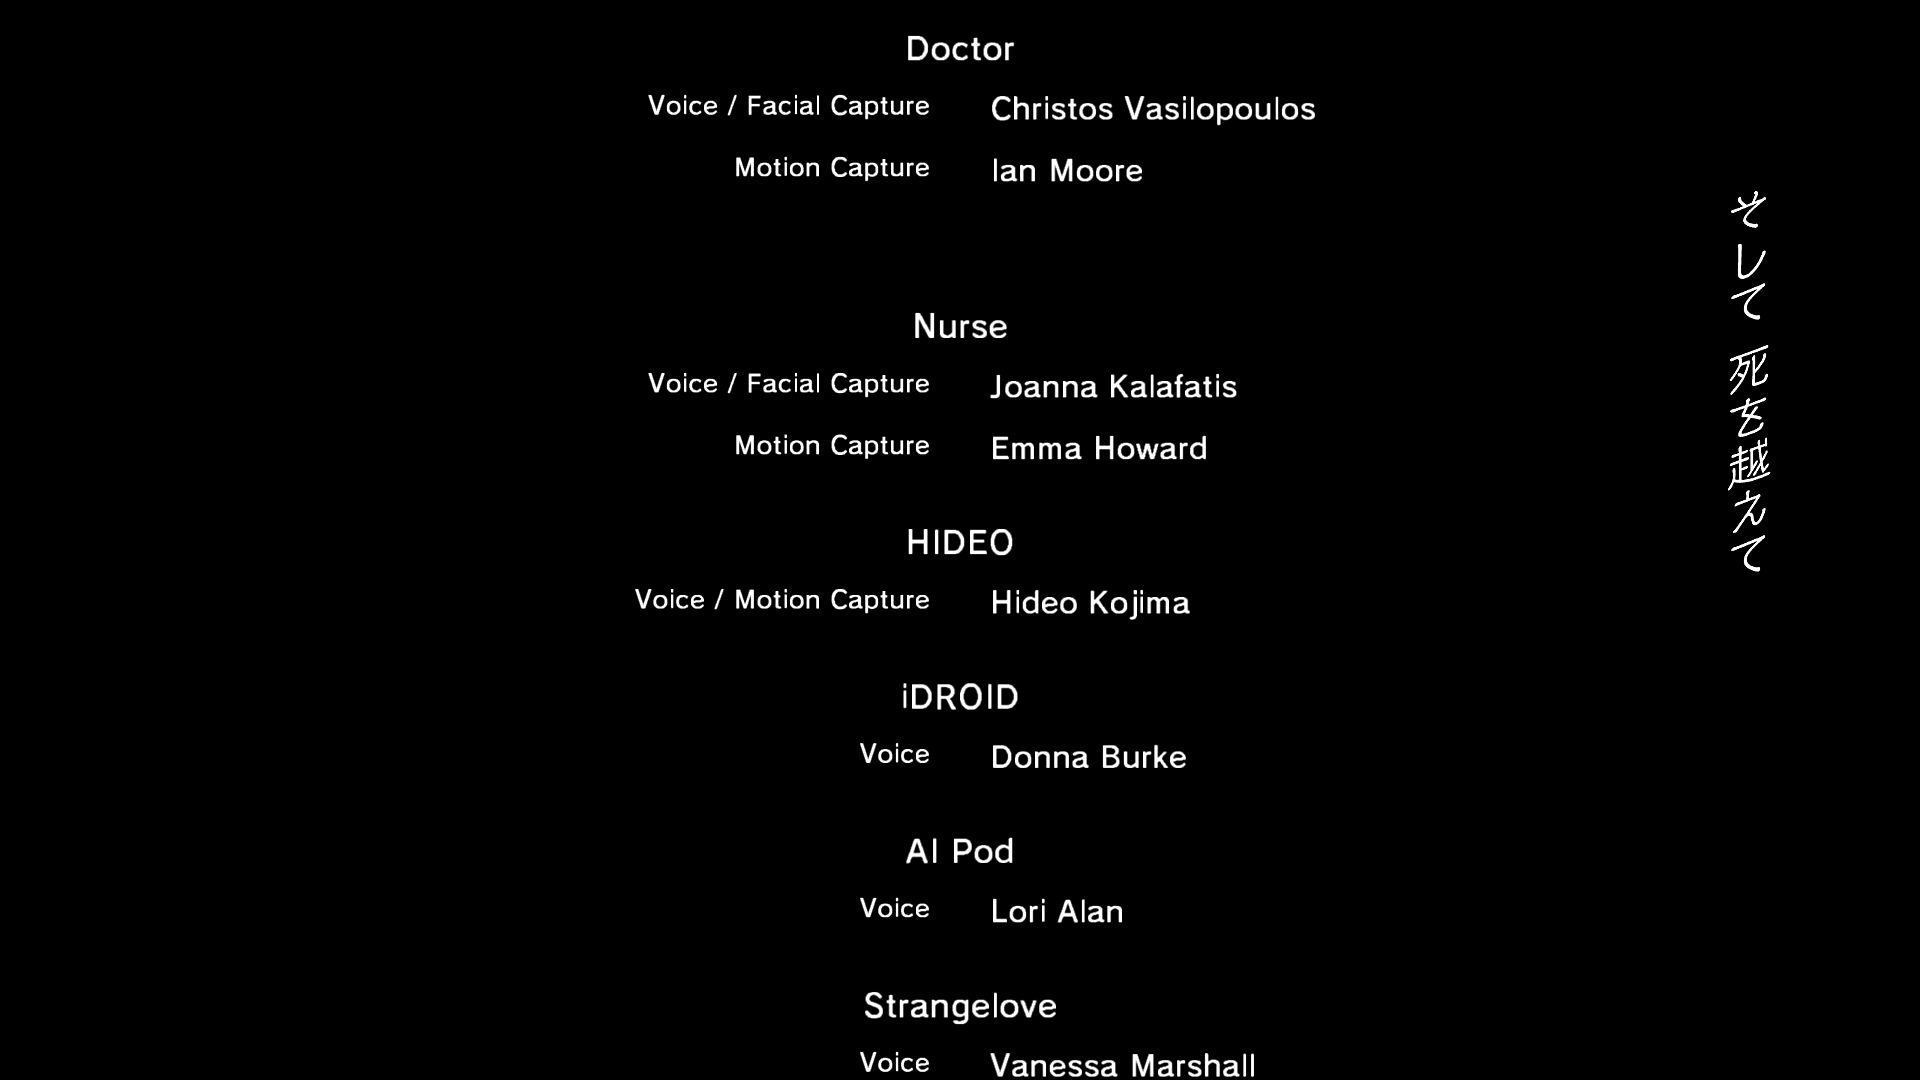 Doctor
Voice / Facial Capture Christos Vasilopoulos
Motion Capture Ian Moore
Nurse
Voice / Facial Capture Joanna Kalafatis
Motion Capture Emma Howard
HIDEO
Voice / Motion Capture Hideo Kojima
iDROID
Voice Donna Burke
AI Pod
Voice Lori Alan
Strangelove
Voice Vanessa Marshall
そして 死を越えて